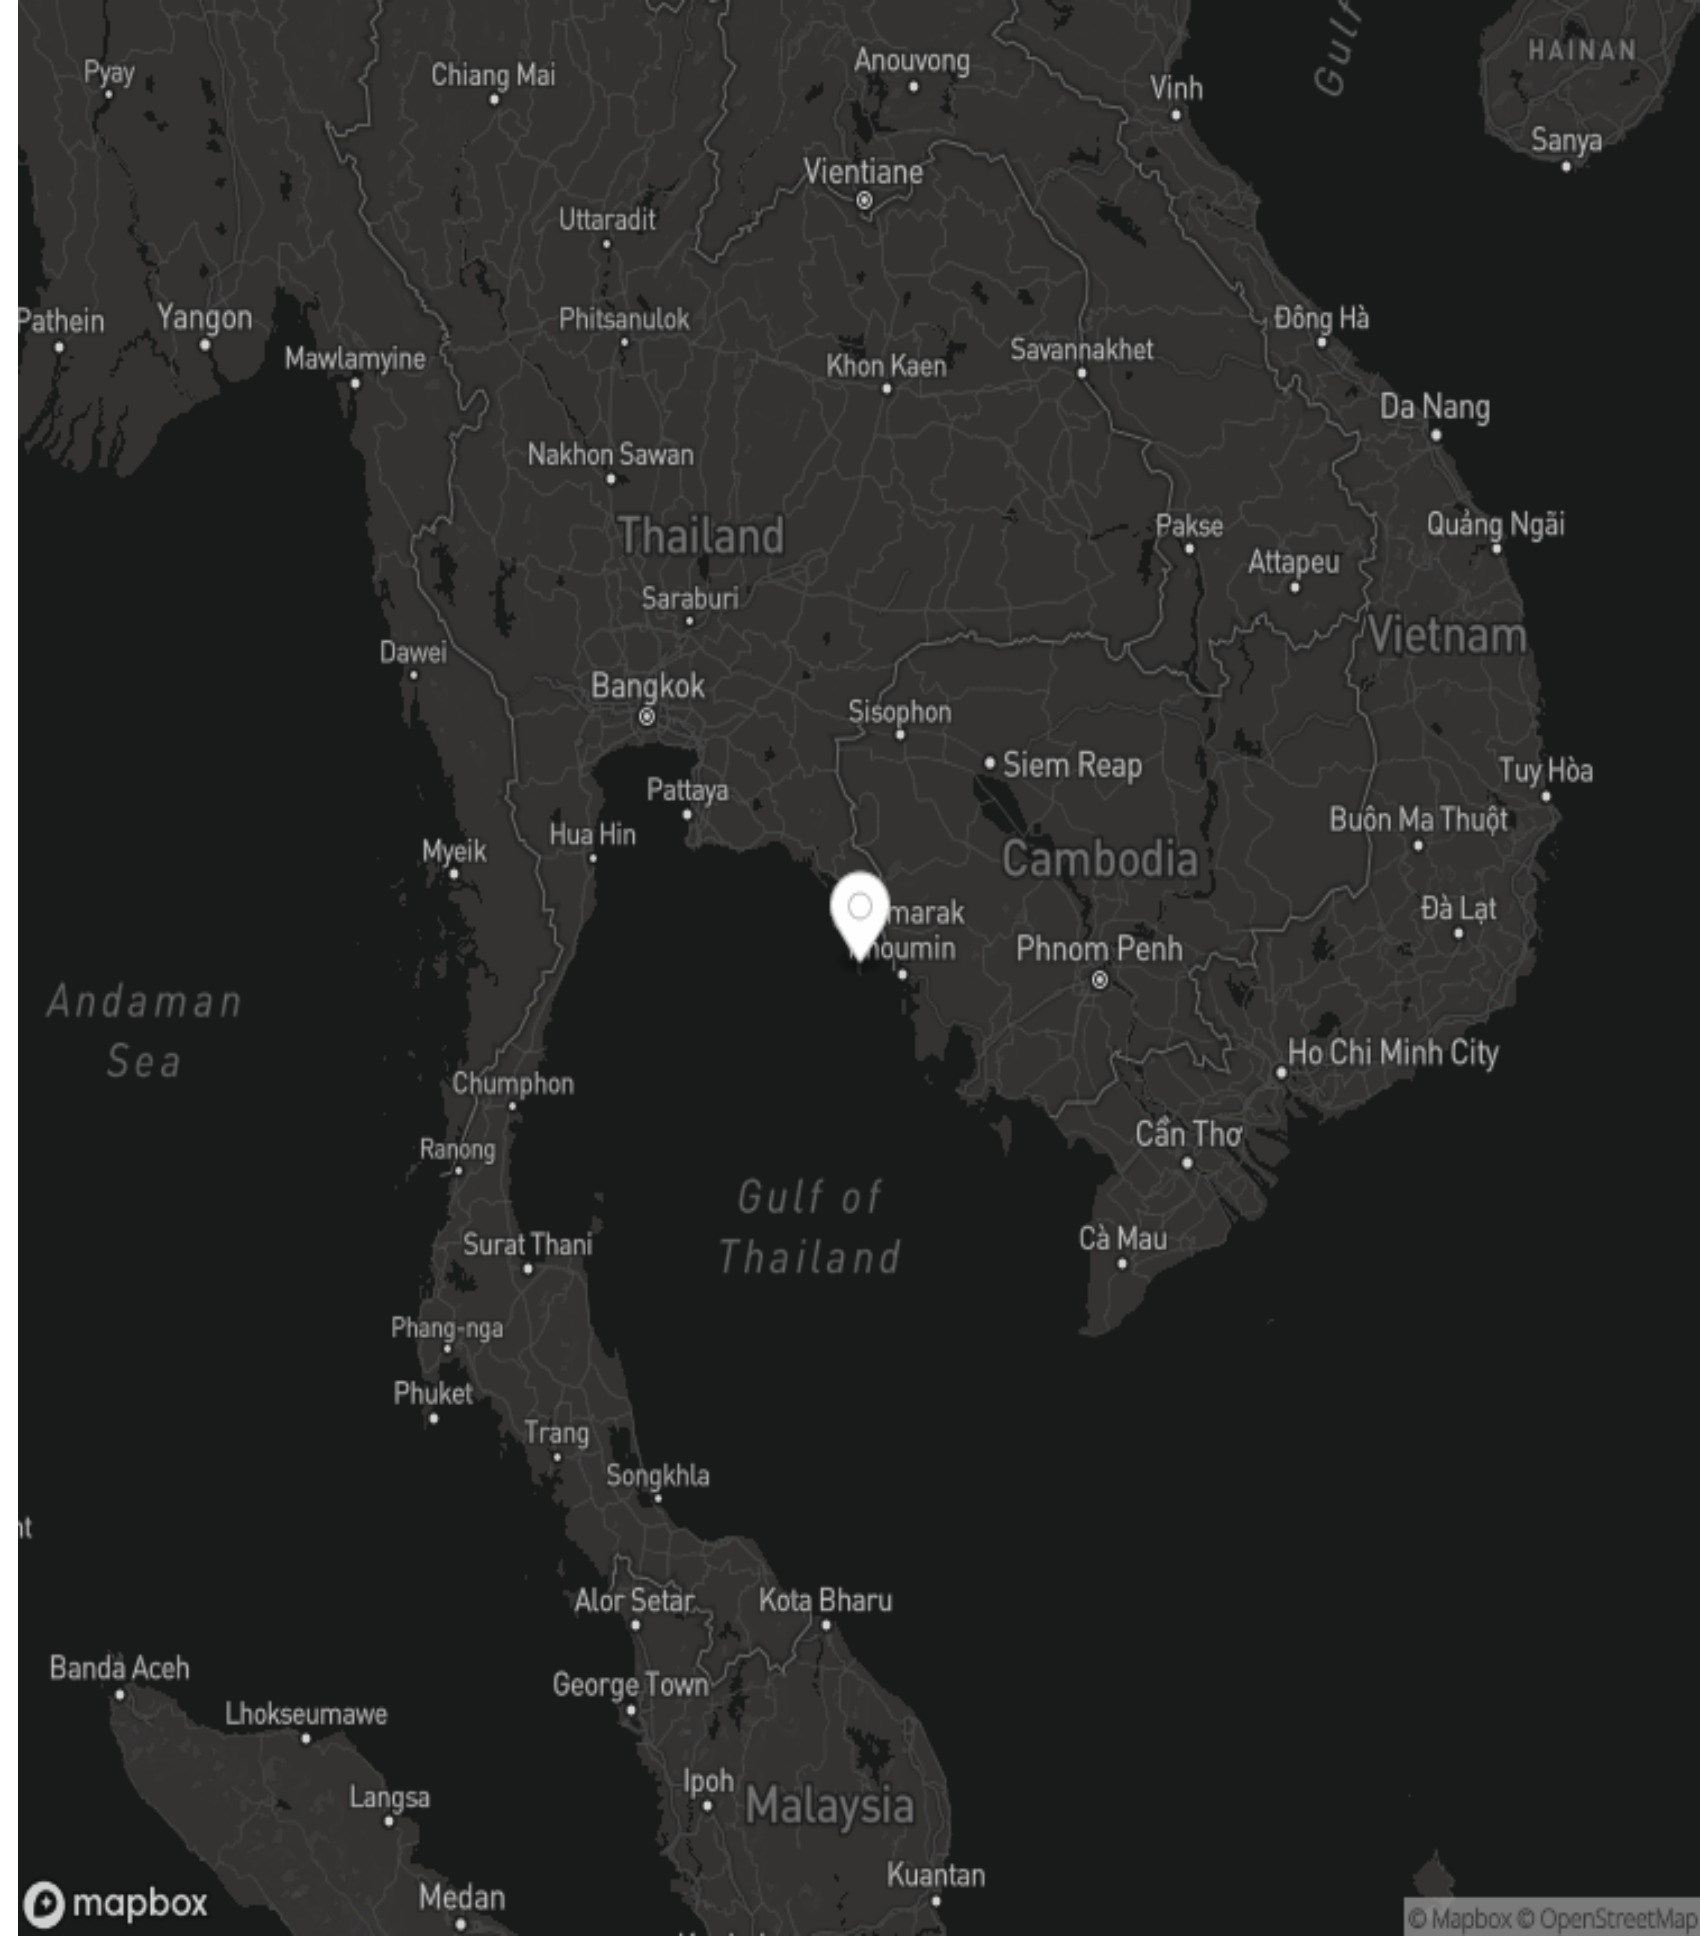 Gulf
HAINAN
Pyay
Chiang Mai
Anouvong
Vinh
Sanya
Vientiane
Uttaradit
Pathein
Yangon
Phitsanulok
Đông Hà
Mawlamyine
Khon Kaen
Savannakhet
Da Nang
Nakhon Sawan
Thailand
Pakse
Quảng Ngãi
Attapeu
Saraburi
Vietnam
Dawei
Bangkok
Sisophon
Siem Reap
Tuy Hòa
Pattaya
Hua Hin
Buôn Ma Thuột
Myeik
Cambodia
marak
houmin
Đà Lạt
Phnom Penh
Andaman
Sea
Ho Chi Minh City
Chumphon
Ranong
Cần Thơ
Gulf of
Thailand
Surat Thani
Cà Mau
Phang-nga
Phuket
Trang
Songkhla
Alor Setar
Kota Bharu
Banda Aceh
George Town
Lhokseumawe
Ipoh
Langsa
Malaysia
Kuantan
mapbox
Medan
© Mapbox © OpenStreetMap